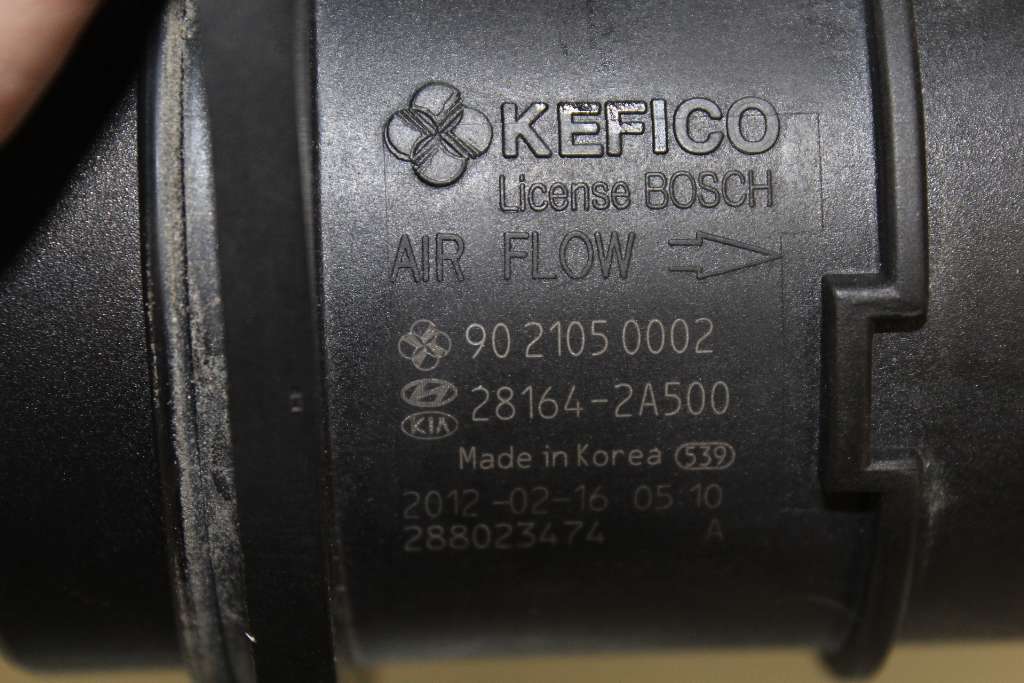 KEFICO
License BOSCH
AIR FLOW
90 2105 0002
28164-2A500
KIA
Made in Korea 539
2012-02-16 05:10
288023474 A